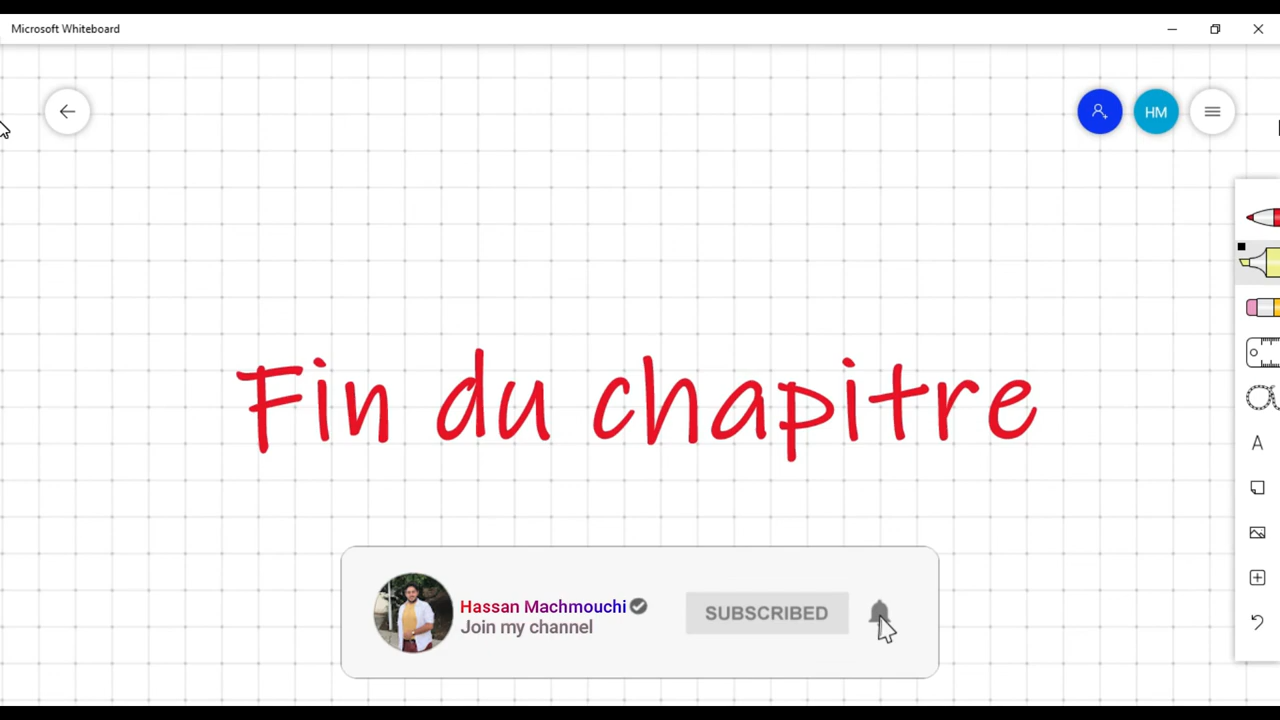 Microsoft Whiteboard
HM
A
Fin du chapitre
Hassan Machmouchi
Join my channel
SUBSCRIBED